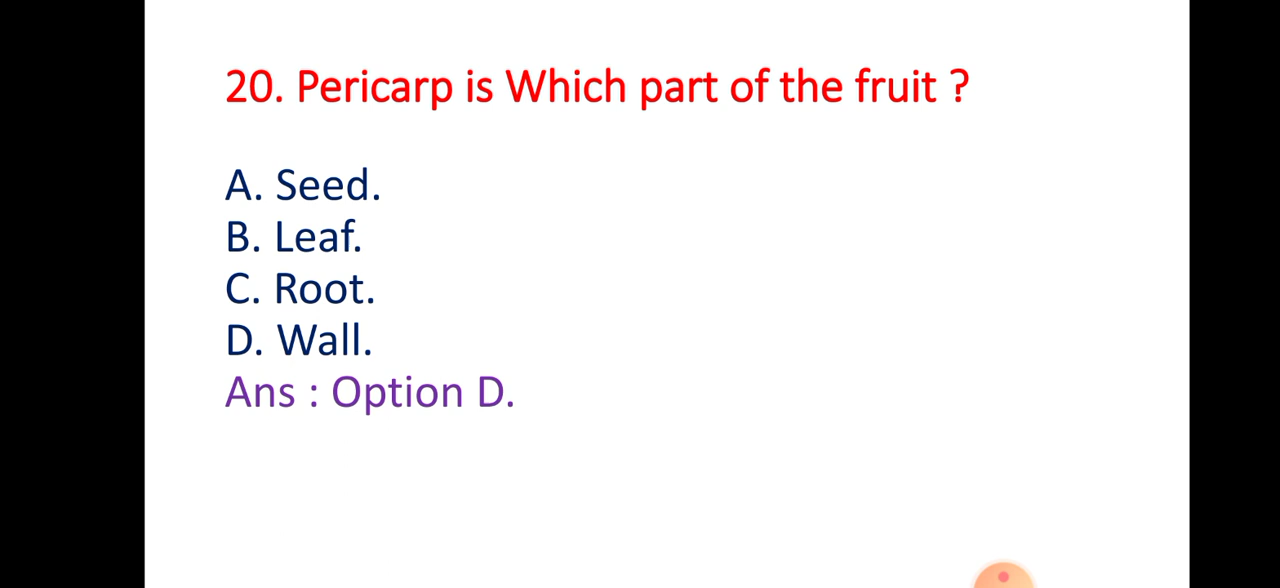 20. Pericarp is Which part of the fruit ?
A. Seed.
B. Leaf.
C. Root.
D. Wall.
Ans : Option D.